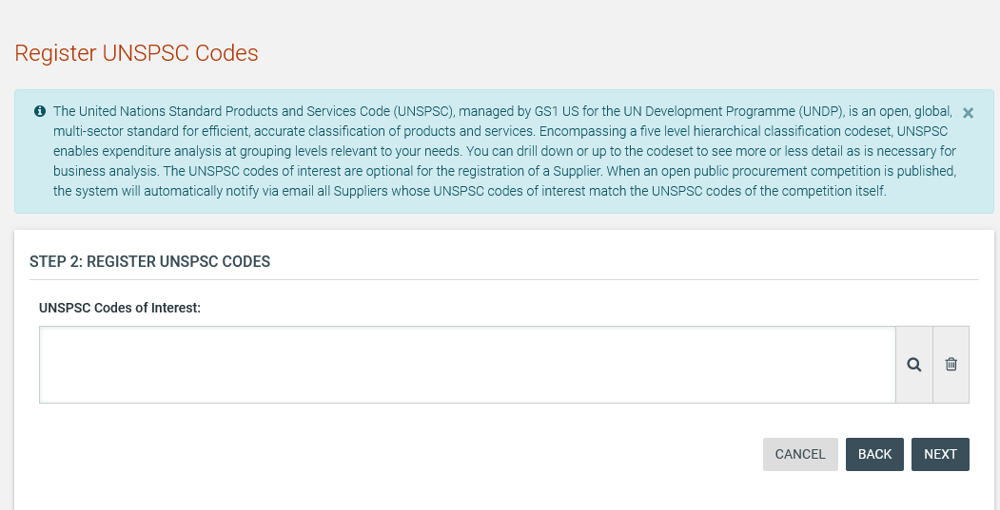 Register UNSPSC Codes
The United Nations Standard Products and Services Code (UNSPSC), managed by GS1 US for the UN Development Programme (UNDP), is an open, global,
multi-sector standard for efficient, accurate classification of products and services. Encompassing a five level hierarchical classification codeset, UNSPSC
enables expenditure analysis at grouping levels relevant to your needs. You can drill down or up to the codeset to see more or less detail as is necessary for
business analysis. The UNSPSC codes of interest are optional for the registration of a Supplier. When an open public procurement competition is published,
the system will automatically notify via email all Suppliers whose UNSPSC codes of interest match the UNSPSC codes of the competition itself.
STEP 2: REGISTER UNSPSC CODES
UNSPSC Codes of Interest:
CANCEL BACK NEXT